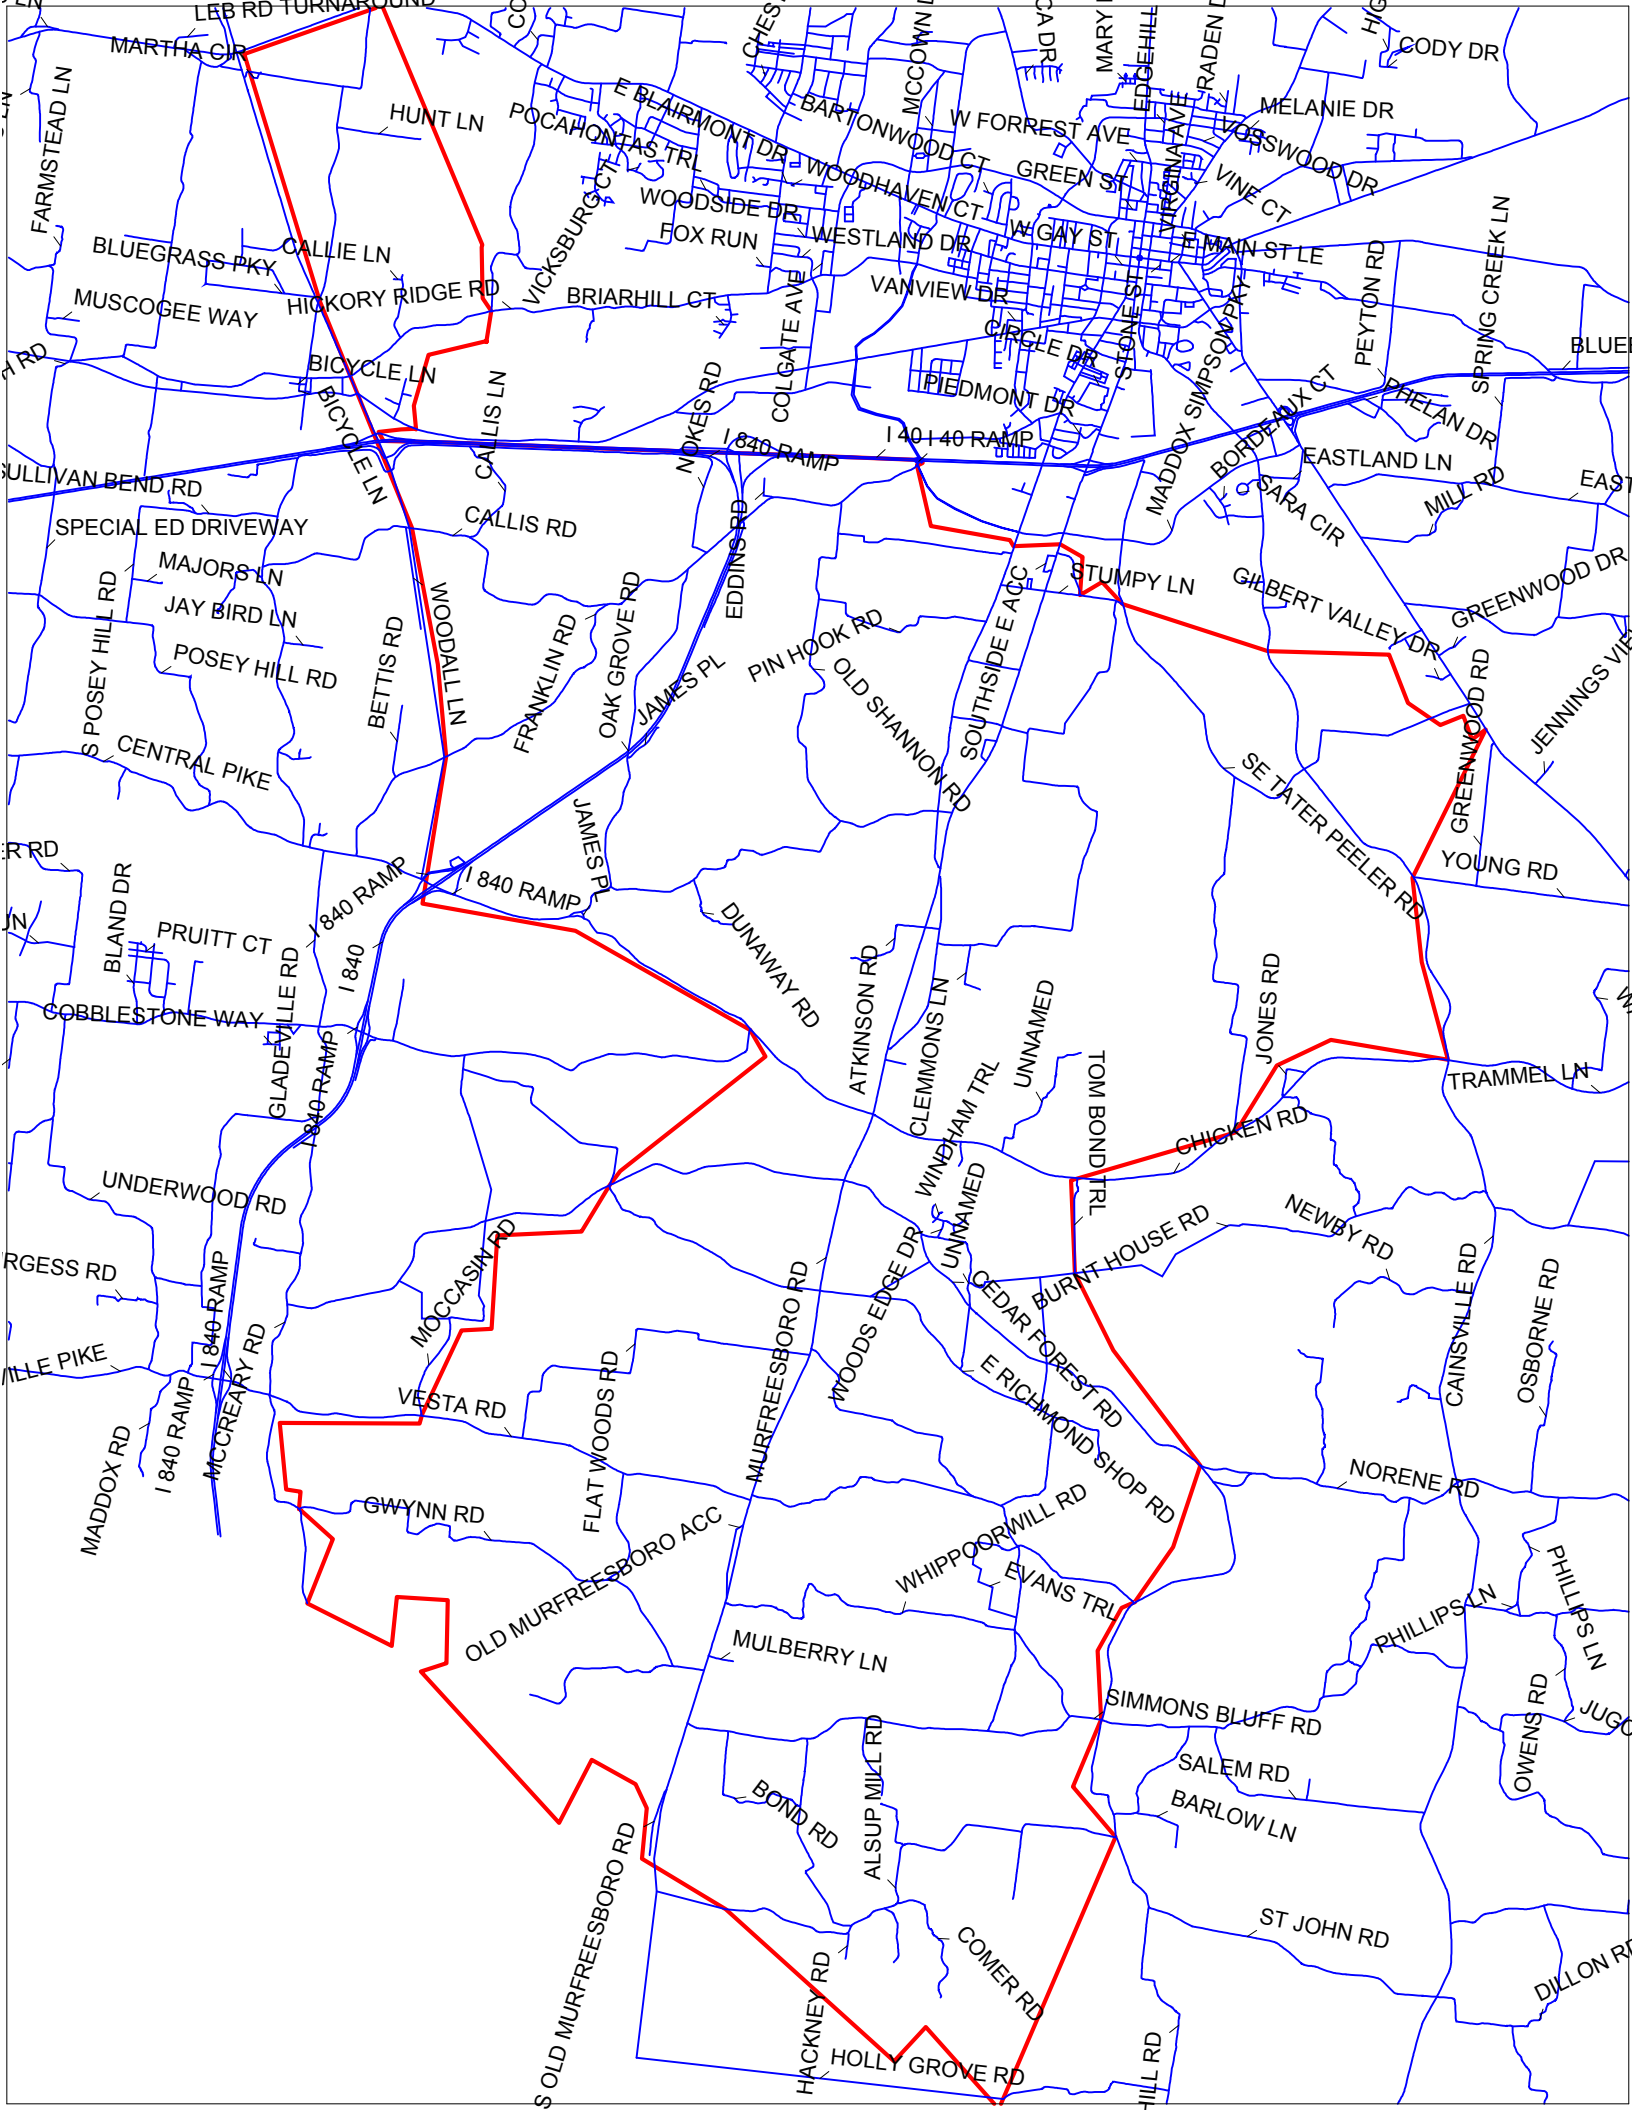 LEB RD TURNAROUND
MARTHA CIR
FARMSTEAD LN
HUNT LN
POCAHONTAS TRL
E BLAIRMONT DR
BARTONWOOD CT
W FORREST AVE
MELANIE DR
CODY DR
VOSSWOOD DR
VIRGINIA AVE
GREEN ST
VINE CT
WOODHAVEN CT
WOODSIDE DR
FOX RUN
WESTLAND DR
W GAY ST
E MAIN ST LE
BLUEGRASS PKY
CALLIE LN
VICKSBURG CT
MUSCOGEE WAY
HICKORY RIDGE RD
BRIARHILL CT
COLGATE AVE
VANVIEW DR
CIRCLE DR
STONE ST
MADDOX SIMPSON PKY
PEYTON RD
SPRING CREEK LN
H RD
BICYCLE LN
BICYCLE LN
CALLIS LN
NOKES RD
PIEDMONT DR
BORDEAUX CT
PHELAN DR
I 840 RAMP
I 40 I 40 RAMP
EASTLAND LN
SULLIVAN BEND RD
SPECIAL ED DRIVEWAY
CALLIS RD
EDDINS RD
SARA CIR
MILL RD
MAJORS LN
JAY BIRD LN
S POSEY HILL RD
POSEY HILL RD
BETTIS RD
WOODALL LN
FRANKLIN RD
OAK GROVE RD
JAMES PL
PIN HOOK RD
OLD SHANNON RD
SOUTHSIDE E ACC
STUMPY LN
GILBERT VALLEY DR
GREENWOOD DR
GREENWOOD RD
CENTRAL PIKE
SE TATER PEELER RD
ER RD
BLAND DR
PRUITT CT
I 840 RAMP
I 840 RAMP
JAMES PL
YOUNG RD
I 840
DUNAWAY RD
COBBLESTONE WAY
GLADEVILLE RD
I 840 RAMP
ATKINSON RD
CLEMMONS LN
UNNAMED
JONES RD
TRAMMEL LN
WINDHAM TRL
TOM BOND TRL
CHICKEN RD
UNDERWOOD RD
UNNAMED
BURNT HOUSE RD
NEWBY RD
RGESS RD
I 840 RAMP
MOCCASIN RD
MURFREESBORO RD
WOODS EDGE DR
CEDAR FOREST RD
CAINSVILLE RD
OSBORNE RD
VILLE PIKE
MCCREARY RD
VESTA RD
FLAT WOODS RD
E RICHMOND SHOP RD
MADDOX RD
I 840 RAMP
NORENE RD
GWYNN RD
OLD MURFREESBORO ACC
WHIPPOORWILL RD
EVANS TRL
PHILLIPS LN
PHILLIPS LN
MULBERRY LN
SIMMONS BLUFF RD
OWENS RD
ALSUP MILL RD
SALEM RD
BARLOW LN
BOND RD
S OLD MURFREESBORO RD
ST JOHN RD
COMER RD
DILLON RD
HACKNEY RD
HOLLY GROVE RD
HILL RD